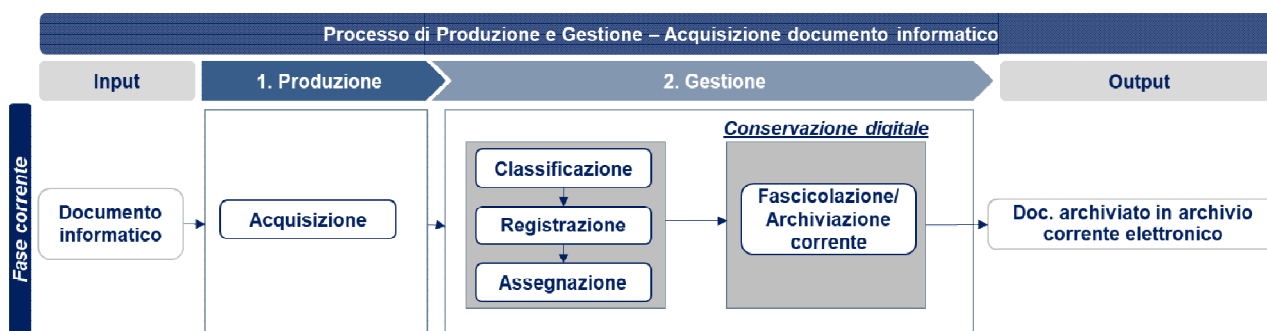 Processo di Produzione e Gestione – Acquisizione documento informatico
Input
1. Produzione
2. Gestione
Output
Fase corrente
Documento
informatico
Acquisizione
Classificazione
Registrazione
Assegnazione
Conservazione digitale
Fascicolazione/
Archiviazione
corrente
Doc. archiviato in archivio
corrente elettronico